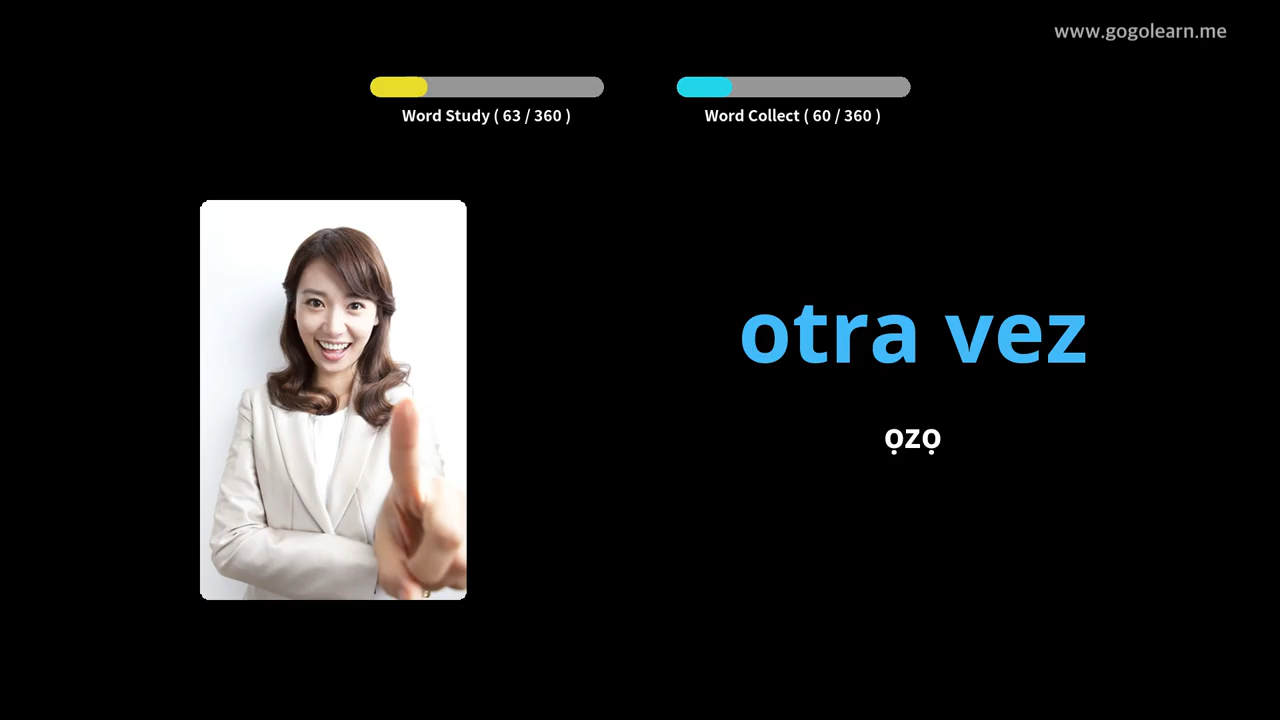 www.gogolearn.me
Word Study ( 63 / 360 )
Word Collect ( 60 / 360 )
otra vez
ọzọ